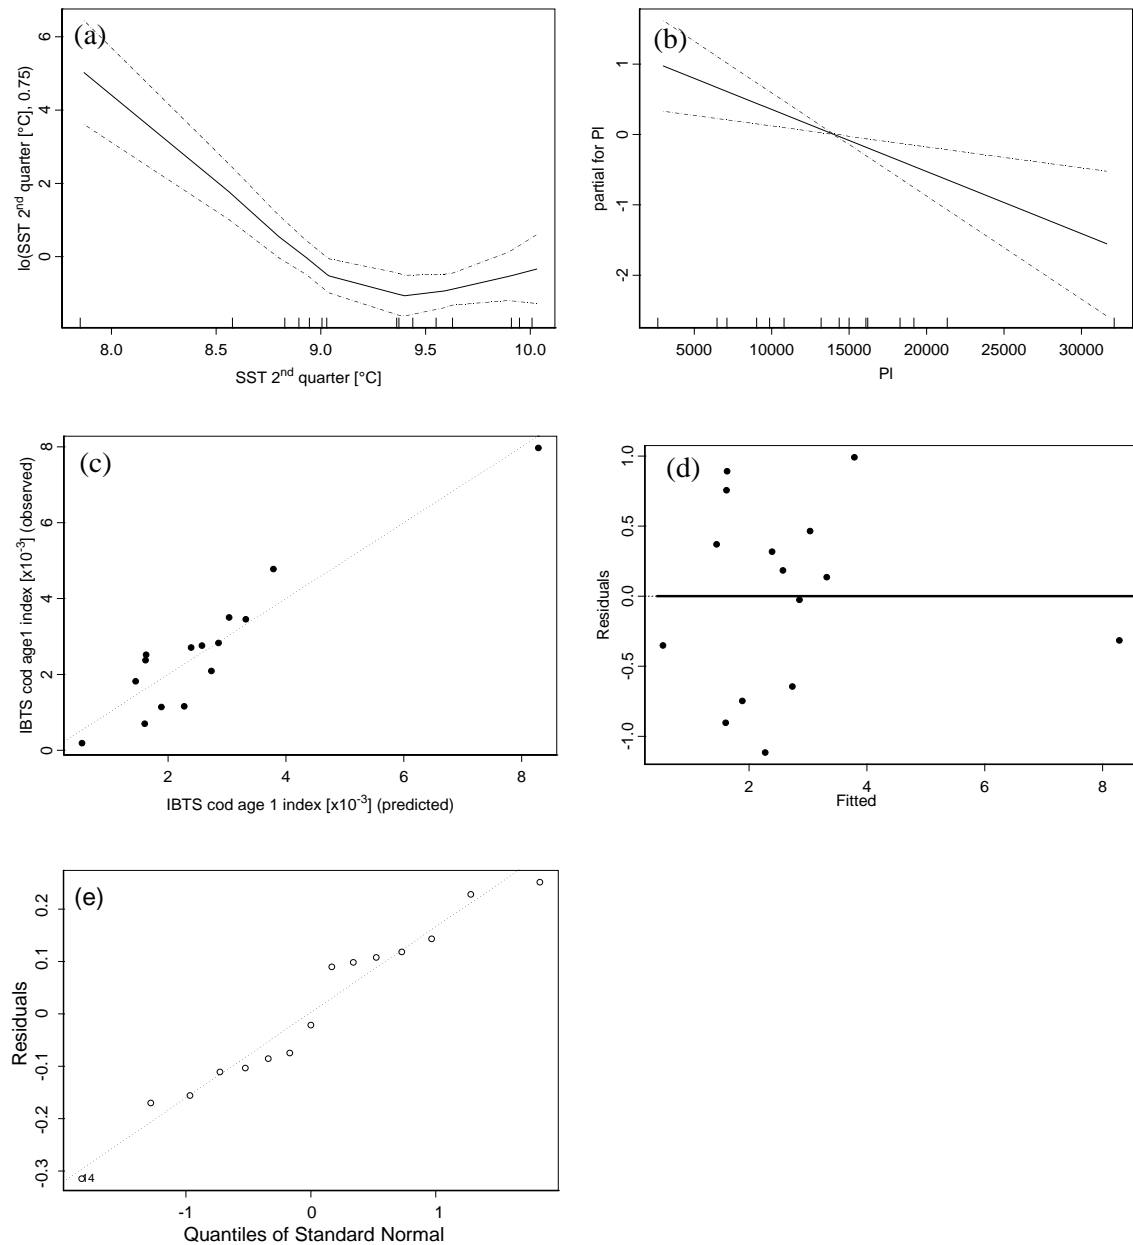 (a)
lo(SST 2nd quarter [°C], 0.75)
6
4
2
0
8.0 8.5 9.0 9.5 10.0
SST 2nd quarter [°C]
(b)
partial for Pl
1
0
-1
-2
5000 10000 15000 20000 25000 30000
Pl
(c)
IBTS cod age1 index [x10-3] (observed)
8
6
4
2
0
2 4 6 8
IBTS cod age 1 index [x10-3] (predicted)
(d)
Residuals
1.0
0.5
0.0
-0.5
-1.0
2 4 6 8
Fitted
(e)
Residuals
0.2
0.1
0
-0.1
-0.2
-0.3
14
-1 0 1
Quantiles of Standard Normal